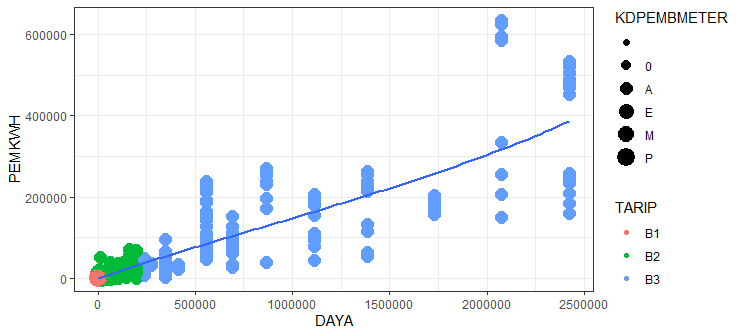 KDPEMBMETER
0
A
E
M
P
TARIP
B1
B2
B3
PEMKWH
600000
400000
200000
0
0
500000
1000000
1500000
2000000
2500000
DAYA